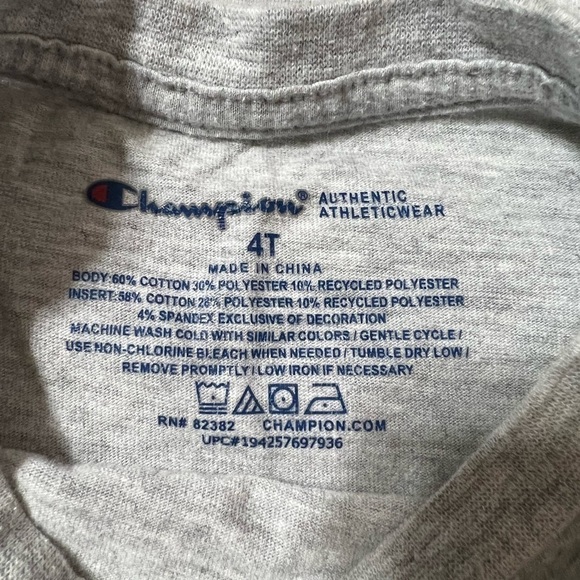 Champion® AUTHENTIC ATHLETICWEAR
4T
MADE IN CHINA
BODY:60% COTTON 30% POLYESTER 10% RECYCLED POLYESTER
INSERT:58% COTTON 28% POLYESTER 10% RECYCLED POLYESTER
4% SPANDEX EXCLUSIVE OF DECORATION
MACHINE WASH COLD WITH SIMILAR COLORS / GENTLE CYCLE /
USE NON-CHLORINE BLEACH WHEN NEEDED / TUMBLE DRY LOW /
REMOVE PROMPTLY / LOW IRON IF NECESSARY
RN# 82382 CHAMPION.COM
UPC#194257697936